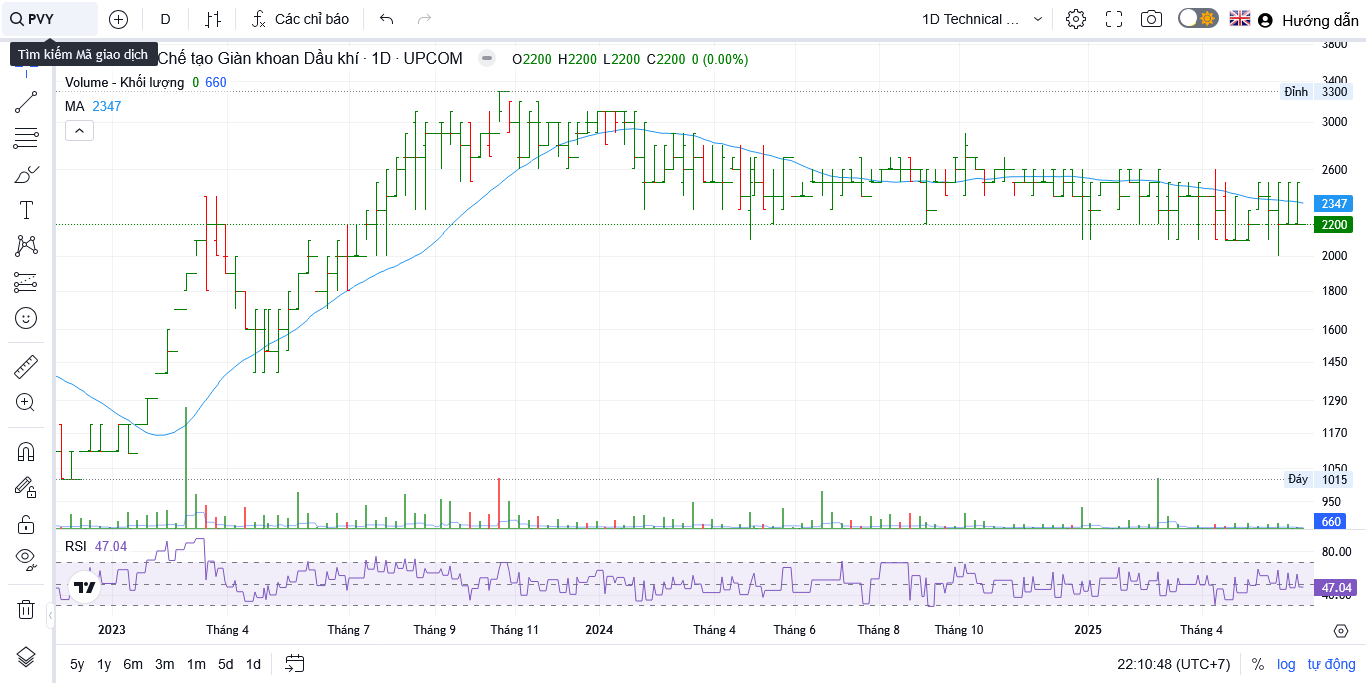 PVY D Các chỉ báo 1D Technical ... Hướng dẫn
Tìm kiếm Mã giao dịch Chế tạo Giàn khoan Dầu khí · 1D · UPCOM O2200 H2200 L2200 C2200 0 (0.00%)
Volume - Khối lượng 0 660
MA 2347
3800
3400
Đỉnh 3300
3000
2600
2347
2200
2000
1800
1600
1450
1290
1170
1050
Đáy 1015
950
660
RSI 47.04
80.00
47.04
40.00
2023 Tháng 4 Tháng 7 Tháng 9 Tháng 11 2024 Tháng 4 Tháng 6 Tháng 8 Tháng 10 2025 Tháng 4
5y 1y 6m 3m 1m 5d 1d 22:10:48 (UTC+7) % log tự động